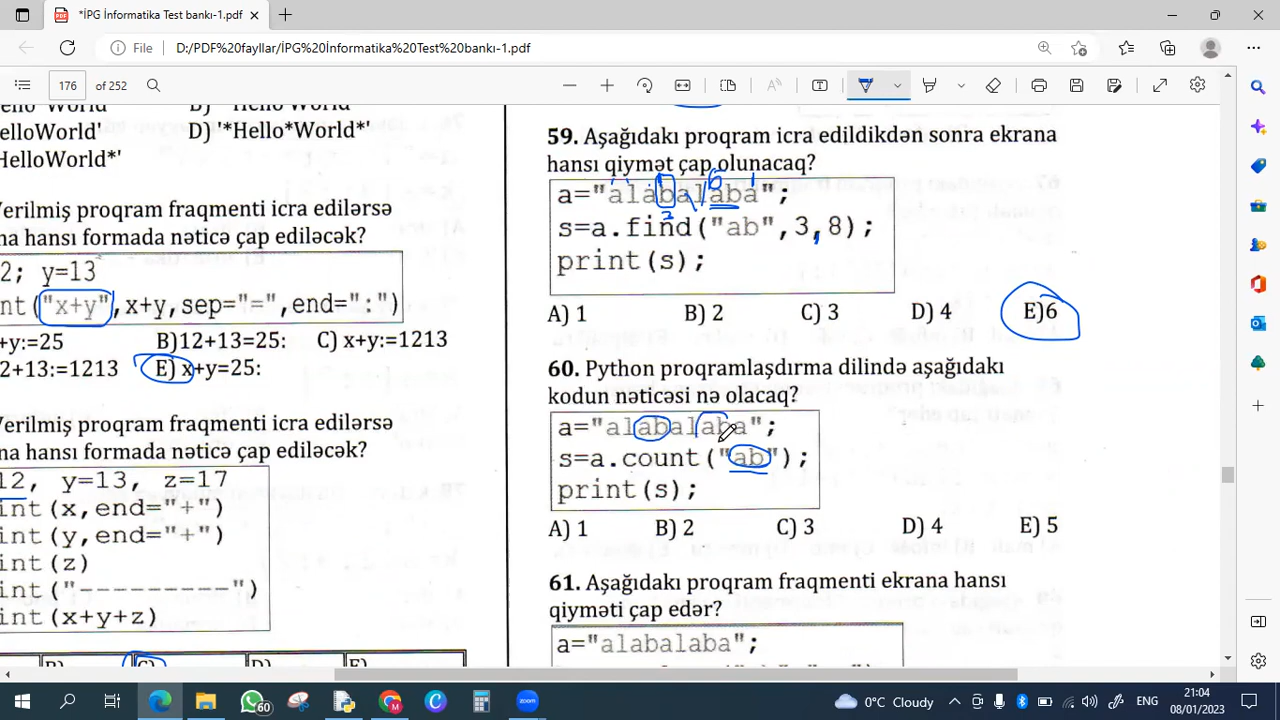 *İPG İnformatika Test bankı-1.pdf
File
D:/PDF%20fayllar/İPG%20İnformatika%20Test%20bankı-1.pdf
176 of 252
B) 'Hello World'
elloWorld' D)'*Hello*World*'
HelloWorld*'
Verilmiş proqram fraqmenti icra edilərsə
na hansı formada nəticə çap ediləcək?
2; y=13
nt("x+y",x+y,sep="=",end=":")
+y:=25 B)12+13=25: C) x+y:=1213
2+13:=1213 E) x+y=25:
Verilmiş proqram fraqmenti icra edilərsə
na hansı formada nəticə çap ediləcək?
12, y=13, z=17
int(x,end="+")
int(y,end="+")
int(z)
int("----------")
int(x+y+z)
B) C) D) E)
59. Aşağıdakı proqram icra edildikdən sonra ekrana
hansı qiymət çap olunacaq?
a="alabalaba";
s=a.find("ab",3,8);
print(s);
A) 1 B) 2 C) 3 D) 4 E)6
60. Python proqramlaşdırma dilində aşağıdakı
kodun nəticəsi nə olacaq?
a="alabalaba";
s=a.count("ab");
print(s);
A) 1 B) 2 C) 3 D) 4 E) 5
61. Aşağıdakı proqram fraqmenti ekrana hansı
qiyməti çap edər?
a="alabalaba";
60
zoom
0°C Cloudy
ENG
21:04
08/01/2023